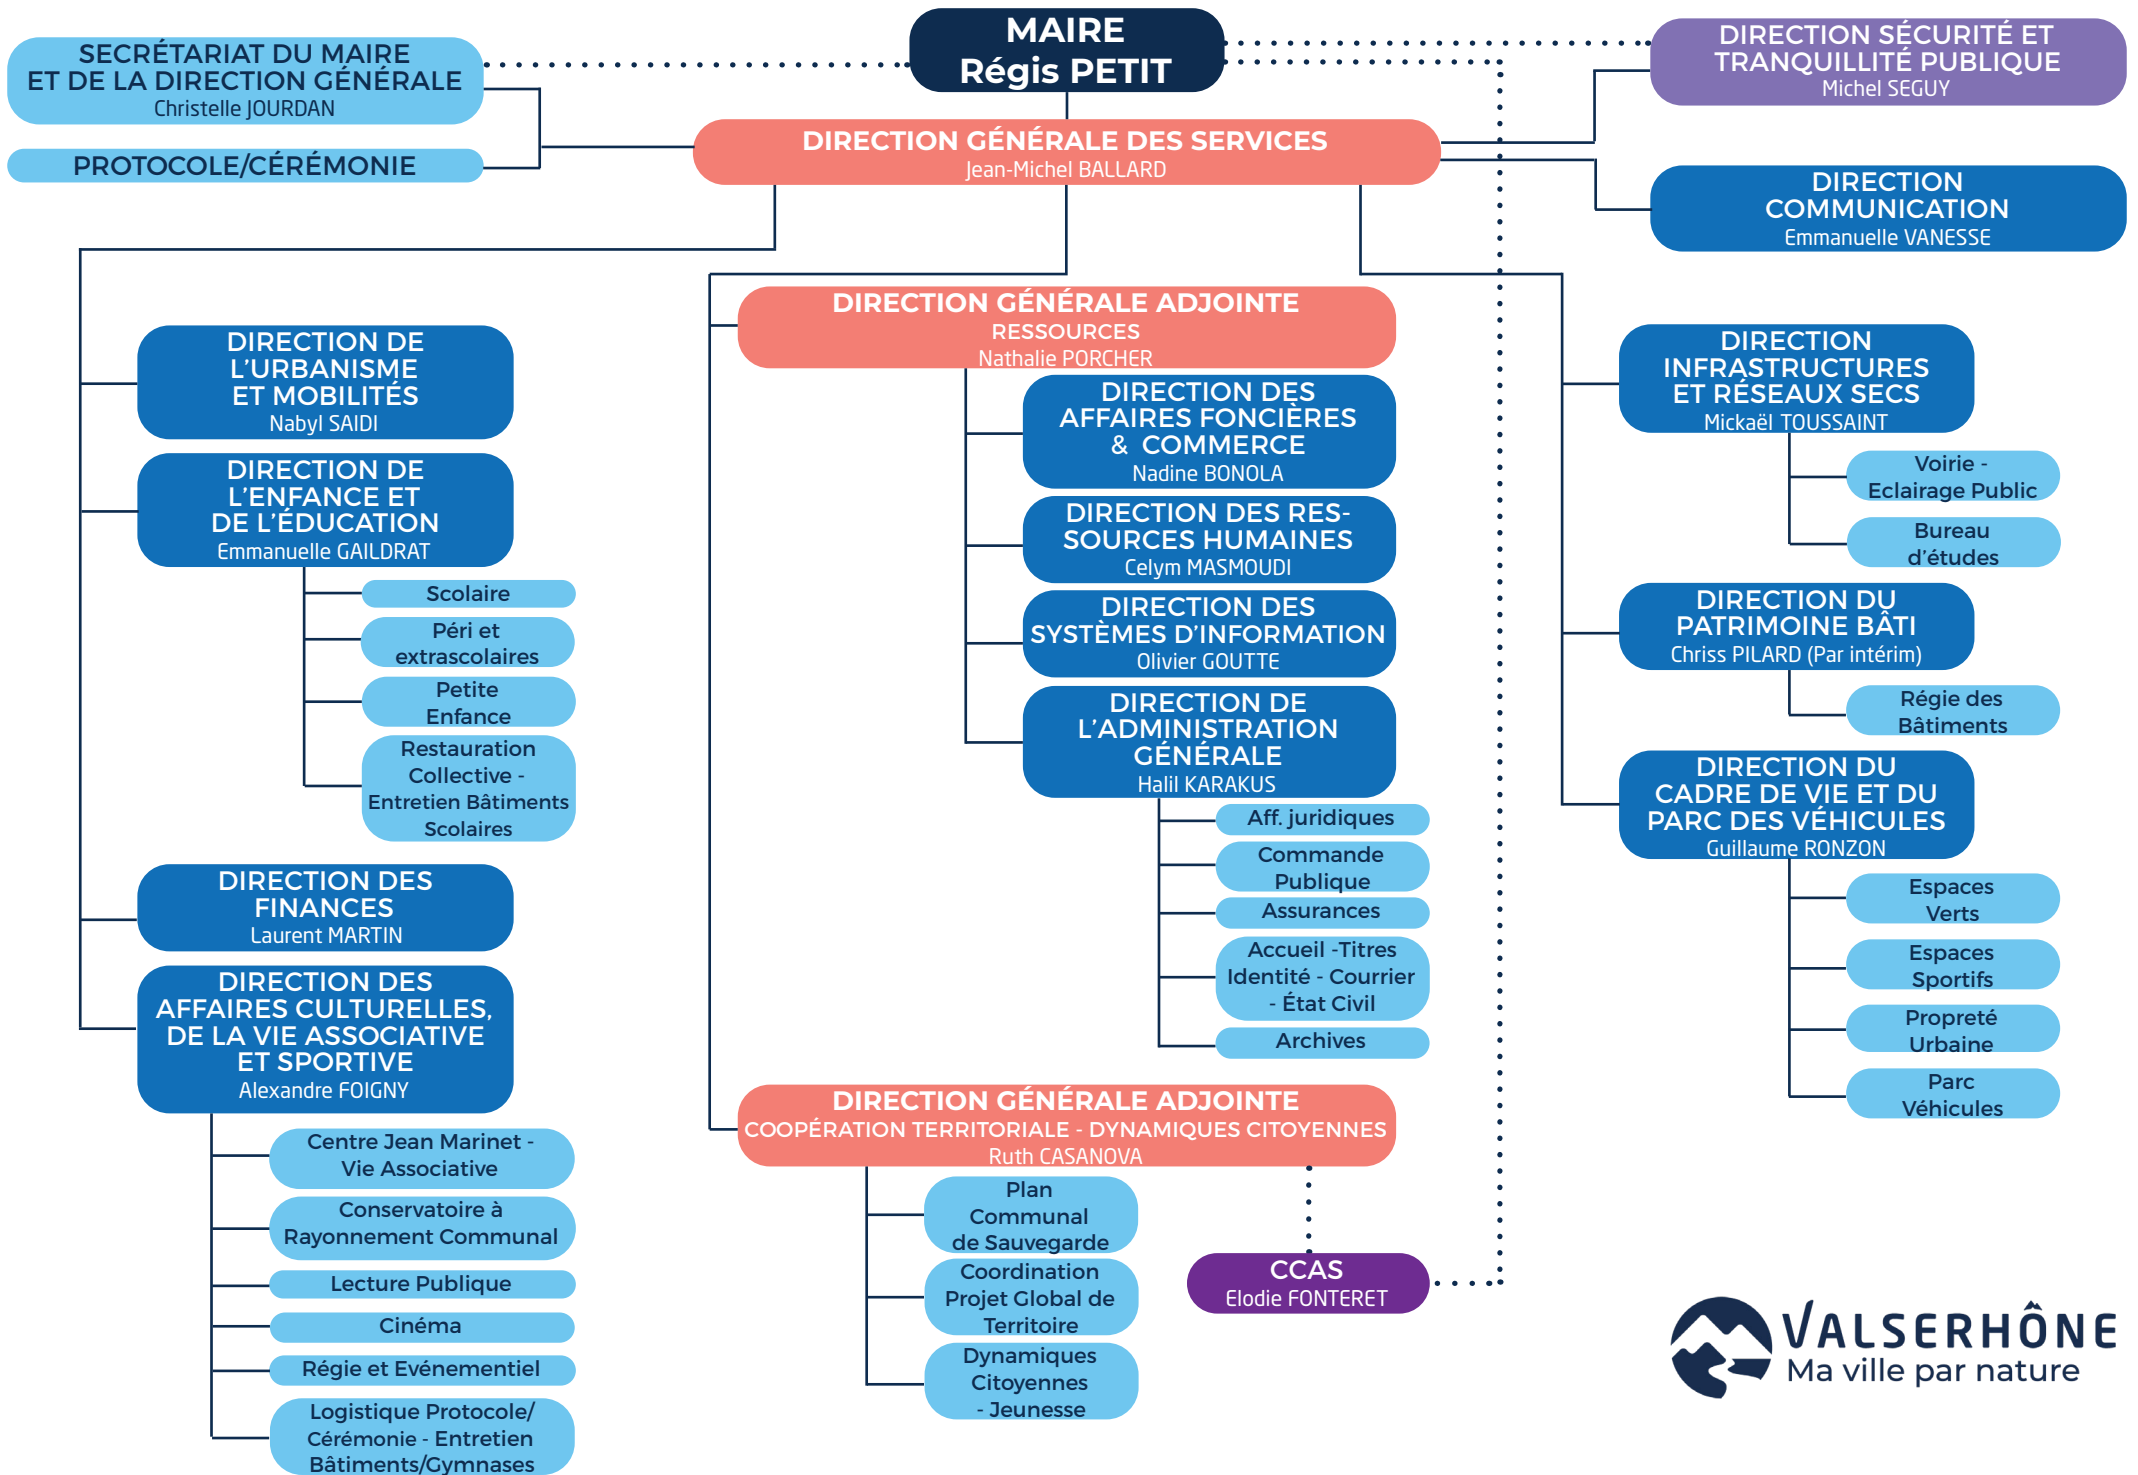 MAIRE
Régis PETIT
SECRÉTARIAT DU MAIRE
ET DE LA DIRECTION GÉNÉRALE
Christelle JOURDAN
PROTOCOLE/CÉRÉMONIE
DIRECTION GÉNÉRALE DES SERVICES
Jean-Michel BALLARD
DIRECTION SÉCURITÉ ET
TRANQUILLITÉ PUBLIQUE
Michel SEGUY
DIRECTION
COMMUNICATION
Emmanuelle VANESSE
DIRECTION DE
L'URBANISME
ET MOBILITÉS
Nabyl SAIDI
DIRECTION DE
L'ENFANCE ET
DE L'ÉDUCATION
Emmanuelle GAILDRAT
Scolaire
Péri et
extrascolaires
Petite
Enfance
Restauration
Collective -
Entretien Bâtiments
Scolaires
DIRECTION DES
FINANCES
Laurent MARTIN
DIRECTION DES
AFFAIRES CULTURELLES,
DE LA VIE ASSOCIATIVE
ET SPORTIVE
Alexandre FOIGNY
Centre Jean Marinet -
Vie Associative
Conservatoire à
Rayonnement Communal
Lecture Publique
Cinéma
Régie et Evénementiel
Logistique Protocole/
Cérémonie - Entretien
Bâtiments/Gymnases
DIRECTION GÉNÉRALE ADJOINTE
RESSOURCES
Nathalie PORCHER
DIRECTION DES
AFFAIRES FONCIÈRES
& COMMERCE
Nadine BONOLA
DIRECTION DES RES-
SOURCES HUMAINES
Celym MASMOUDI
DIRECTION DES
SYSTÈMES D'INFORMATION
Olivier GOUTTE
DIRECTION DE
L'ADMINISTRATION
GÉNÉRALE
Halil KARAKUS
Aff. juridiques
Commande
Publique
Assurances
Accueil -Titres
Identité - Courrier
- État Civil
Archives
DIRECTION GÉNÉRALE ADJOINTE
COOPÉRATION TERRITORIALE - DYNAMIQUES CITOYENNES
Ruth CASANOVA
Plan
Communal
de Sauvegarde
Coordination
Projet Global de
Territoire
Dynamiques
Citoyennes
- Jeunesse
CCAS
Elodie FONTERET
DIRECTION
INFRASTRUCTURES
ET RÉSEAUX SECS
Mickaël TOUSSAINT
Voirie -
Eclairage Public
Bureau
d'études
DIRECTION DU
PATRIMOINE BÂTI
Chriss PILARD (Par intérim)
Régie des
Bâtiments
DIRECTION DU
CADRE DE VIE ET DU
PARC DES VÉHICULES
Guillaume RONZON
Espaces
Verts
Espaces
Sportifs
Propreté
Urbaine
Parc
Véhicules
VALSERHÔNE
Ma ville par nature